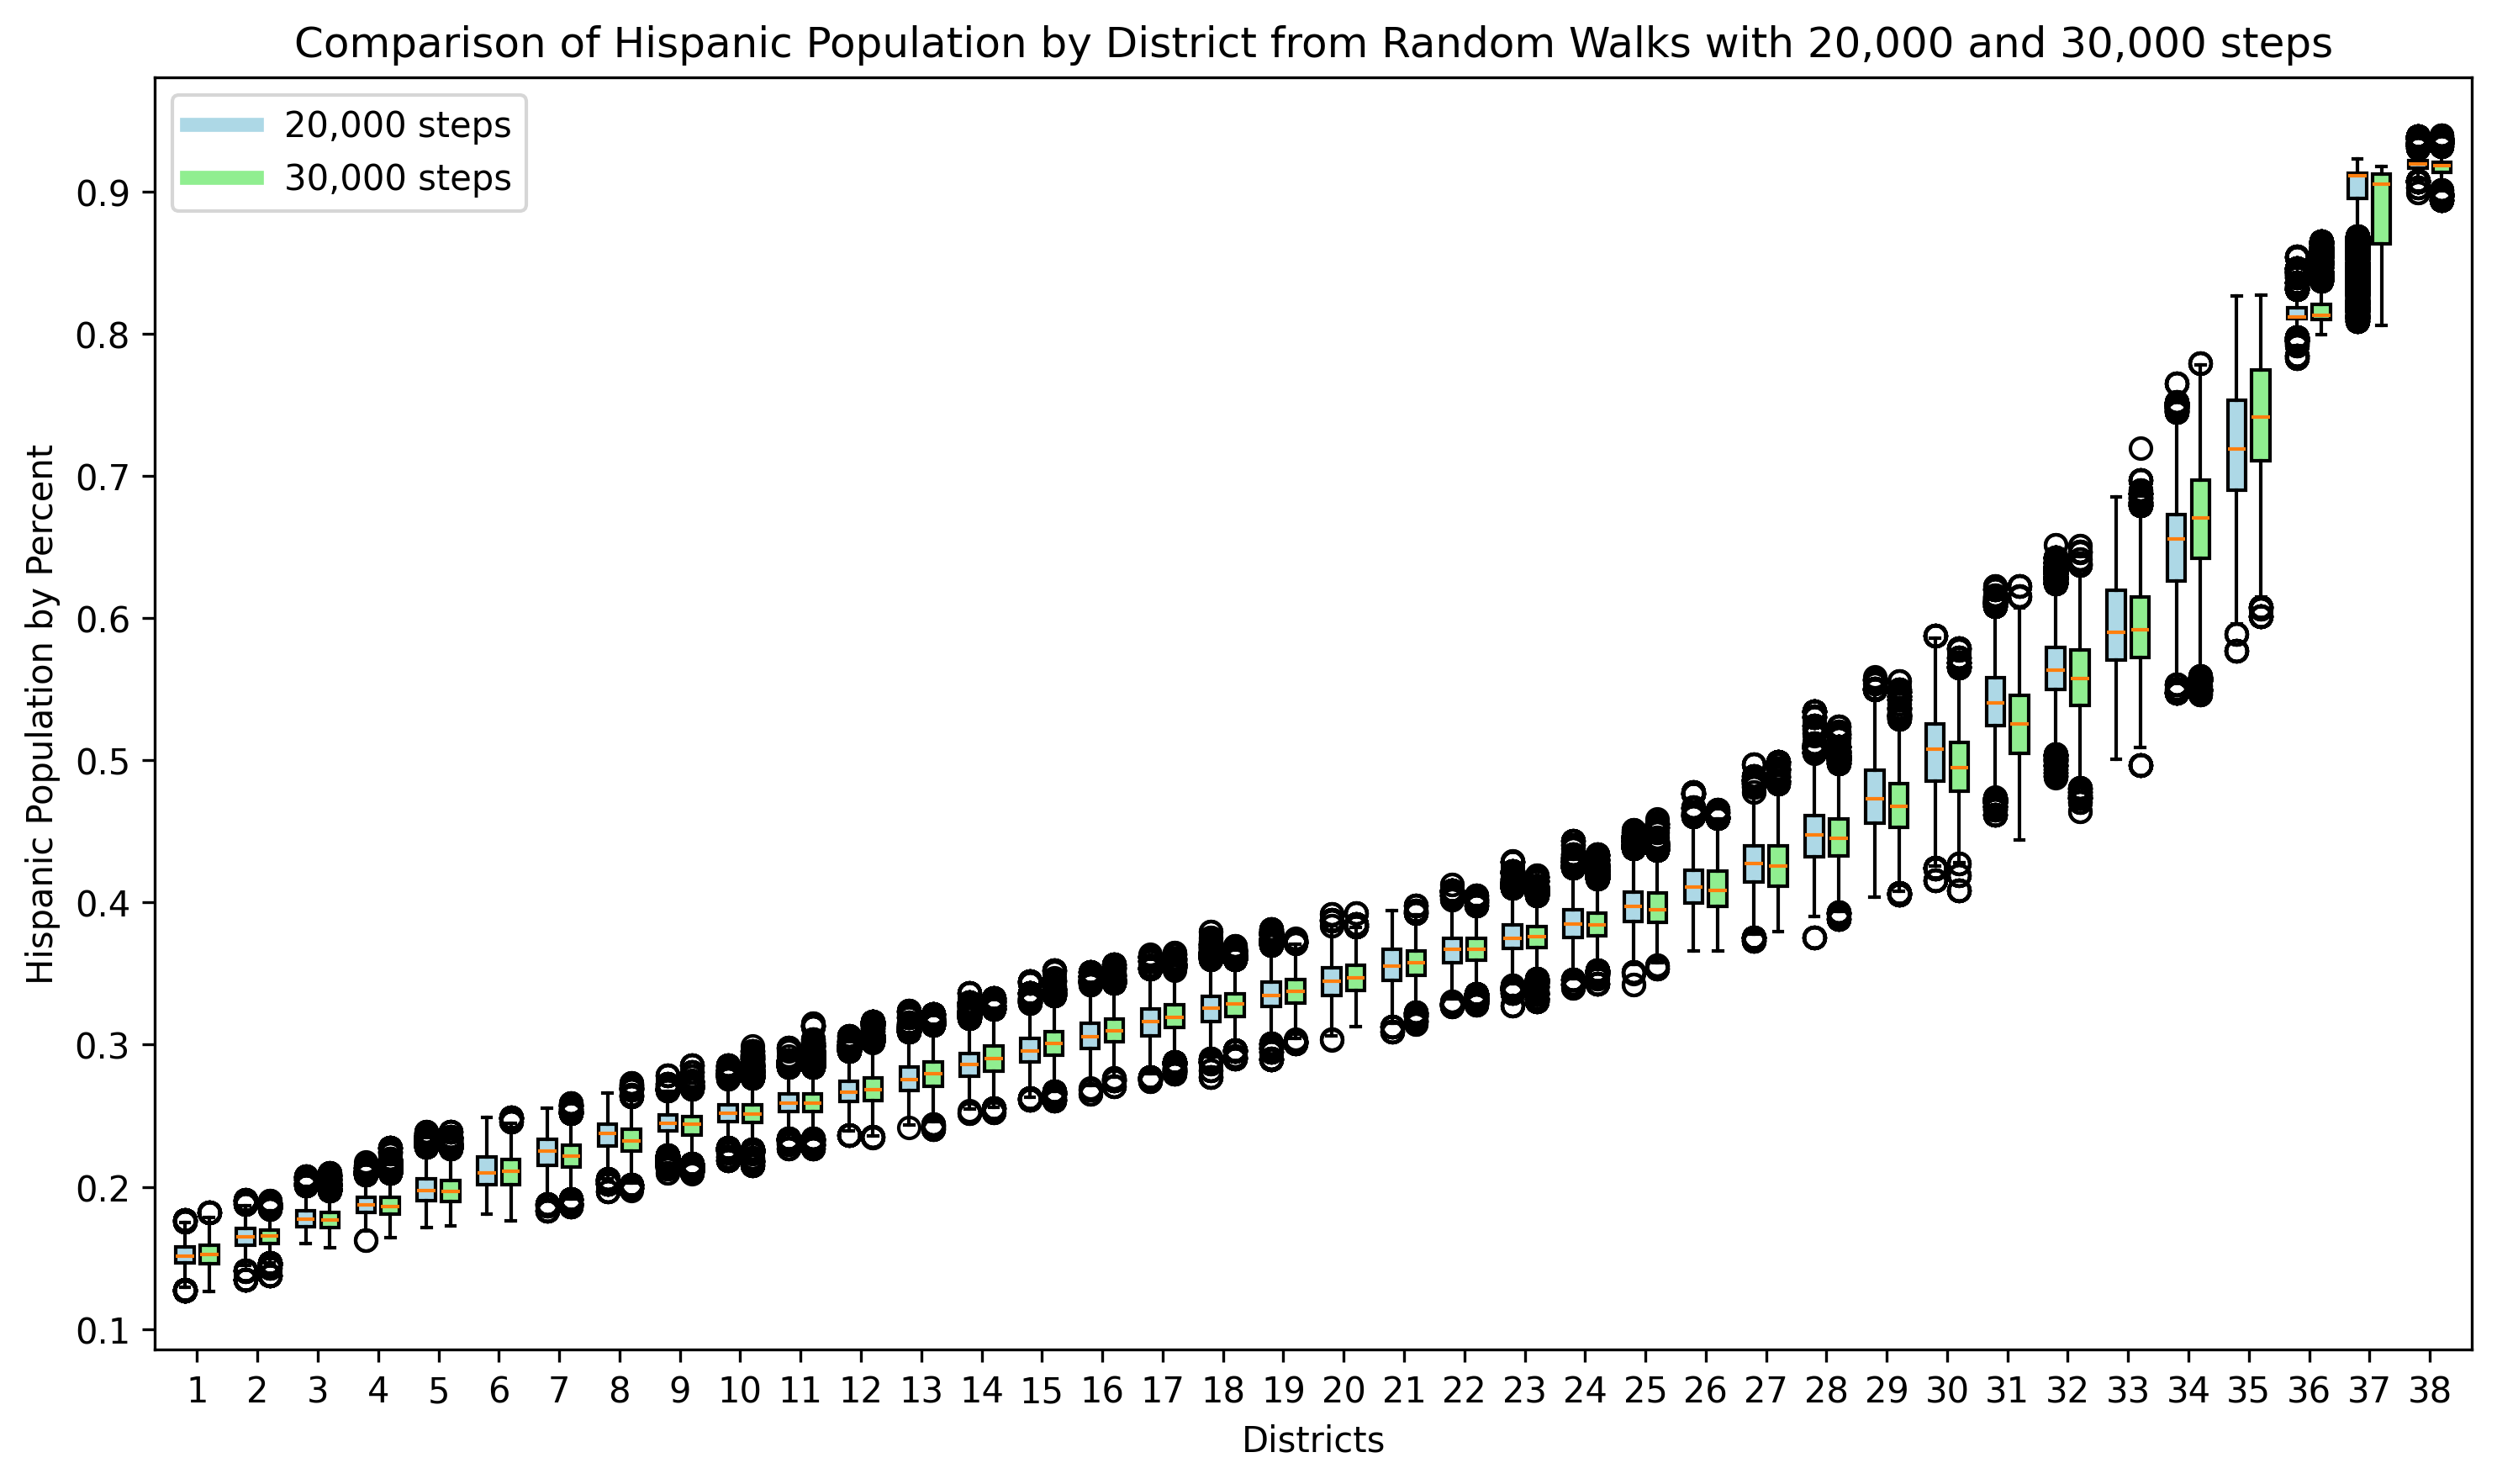 Comparison of Hispanic Population by District from Random Walks with 20,000 and 30,000 steps
20,000 steps
30,000 steps
Hispanic Population by Percent
0.9
0.8
0.7
0.6
0.5
0.4
0.3
0.2
0.1
1 2 3 4 5 6 7 8 9 10 11 12 13 14 15 16 17 18 19 20 21 22 23 24 25 26 27 28 29 30 31 32 33 34 35 36 37 38
Districts